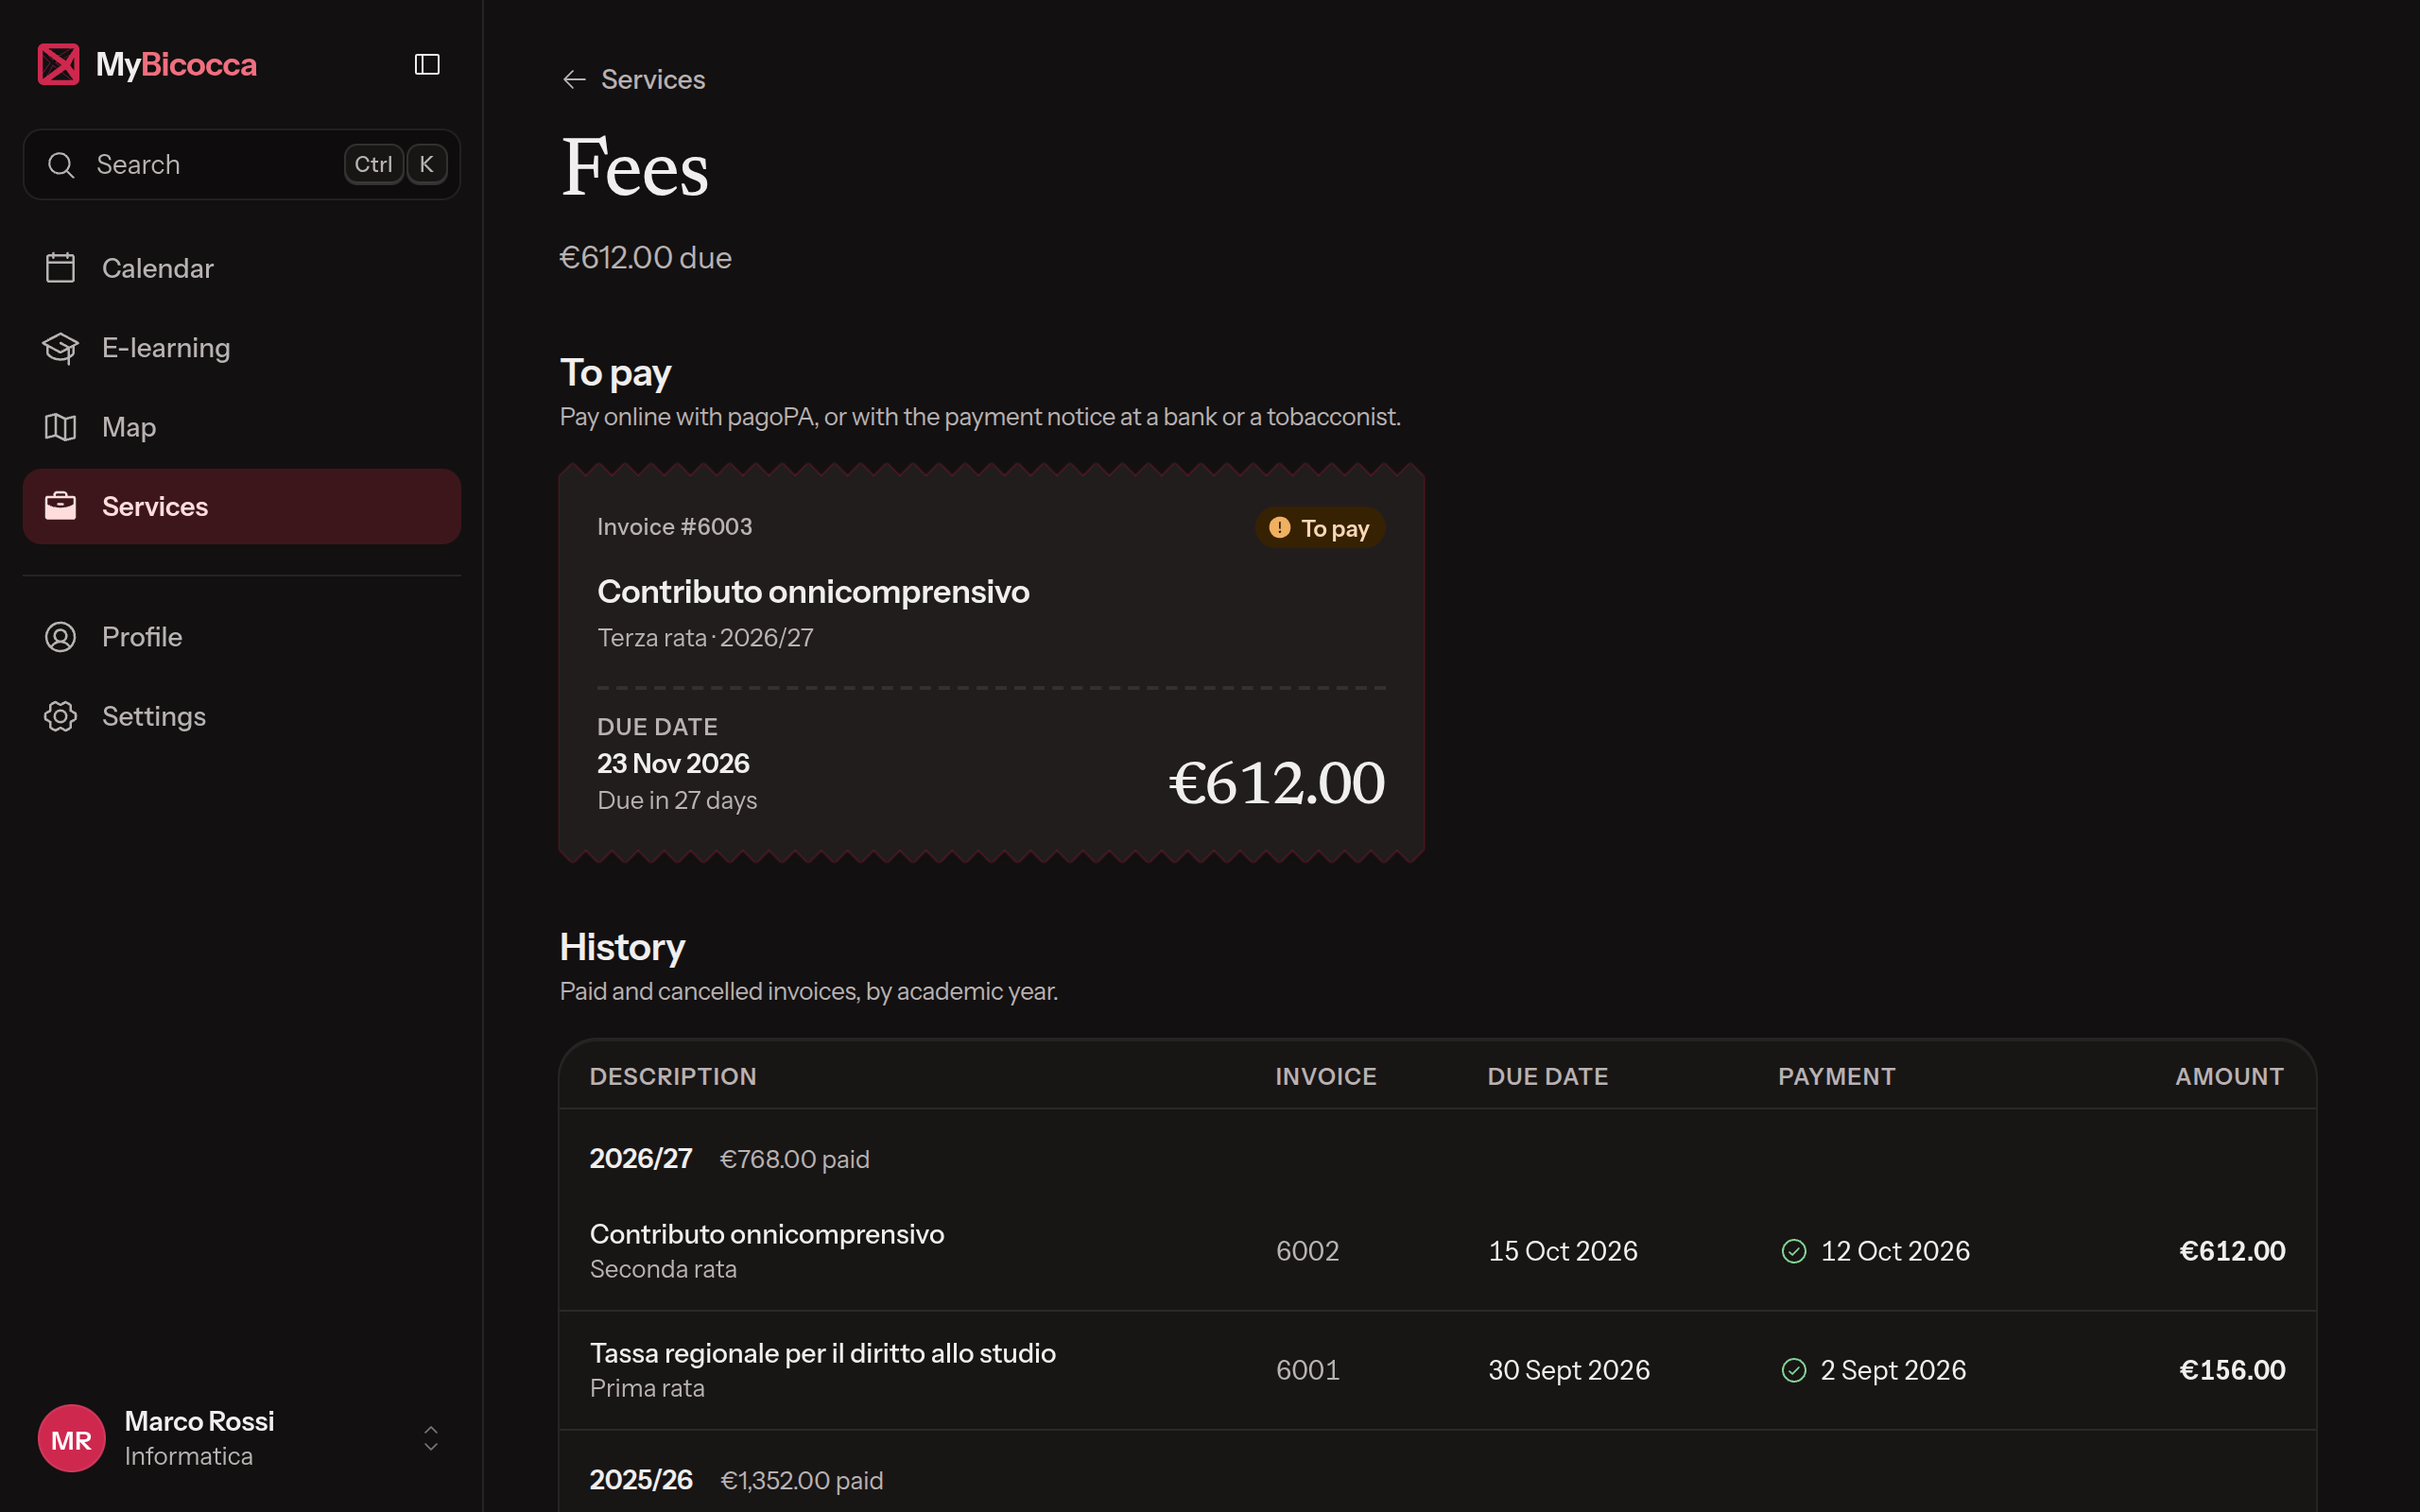 MyBicocca
Search Ctrl K
Calendar
E-learning
Map
Services
Profile
Settings
MR
Marco Rossi
Informatica
Services
Fees
€612.00 due
To pay
Pay online with pagoPA, or with the payment notice at a bank or a tobacconist.
Invoice #6003
To pay
Contributo onnicomprensivo
Terza rata · 2026/27
DUE DATE
23 Nov 2026
Due in 27 days
€612.00
History
Paid and cancelled invoices, by academic year.
DESCRIPTION INVOICE DUE DATE PAYMENT AMOUNT
2026/27 €768.00 paid
Contributo onnicomprensivo
Seconda rata
6002 15 Oct 2026 12 Oct 2026 €612.00
Tassa regionale per il diritto allo studio
Prima rata
6001 30 Sept 2026 2 Sept 2026 €156.00
2025/26 €1,352.00 paid